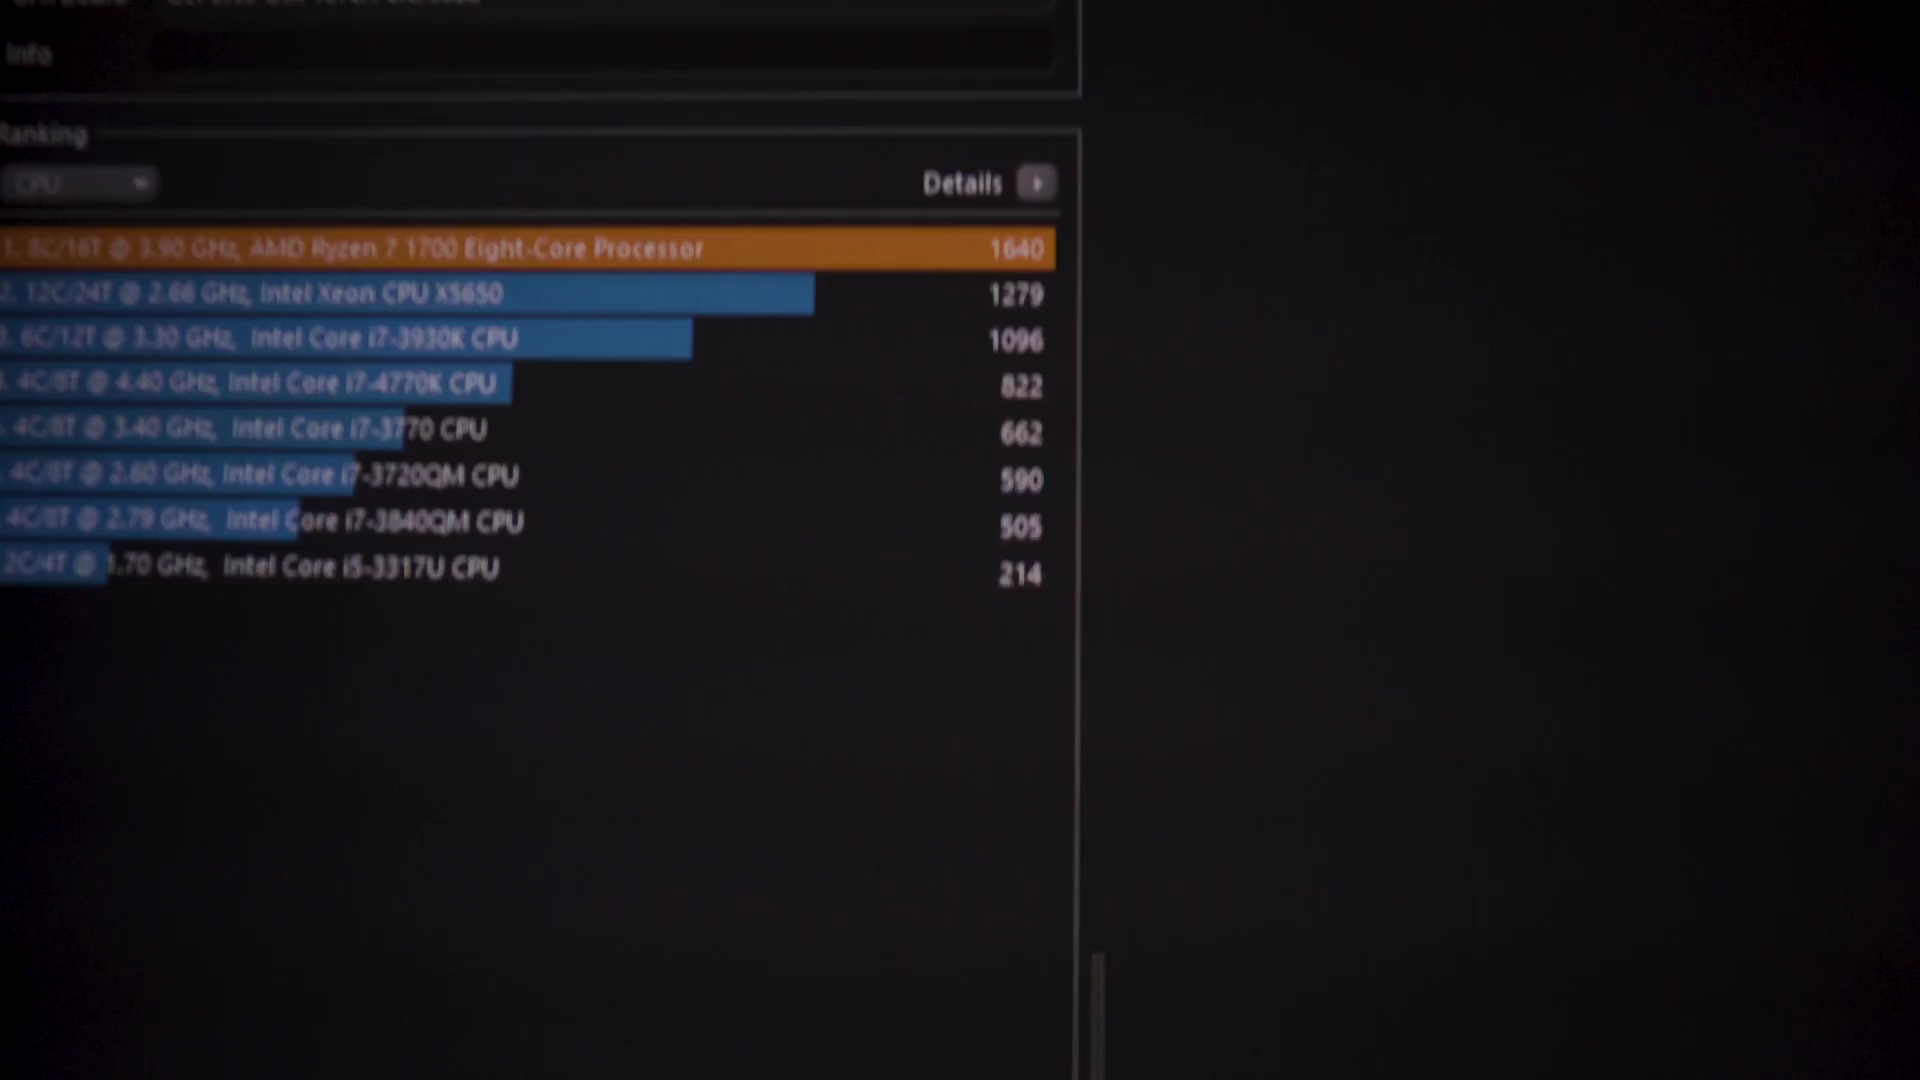 Info
Ranking
CPU
Details
1. 8C/16T @ 3.90 GHz, AMD Ryzen 7 1700 Eight-Core Processor 1640
2. 12C/24T @ 2.66 GHz, Intel Xeon CPU X5650 1279
3. 6C/12T @ 3.30 GHz, Intel Core i7-3930K CPU 1096
4C/8T @ 4.40 GHz, Intel Core i7-4770K CPU 822
4C/8T @ 3.40 GHz, Intel Core i7-3770 CPU 662
4C/8T @ 2.60 GHz, Intel Core i7-3720QM CPU 590
4C/8T @ 2.79 GHz, Intel Core i7-3840QM CPU 505
2C/4T @ 1.70 GHz, Intel Core i5-3317U CPU 214